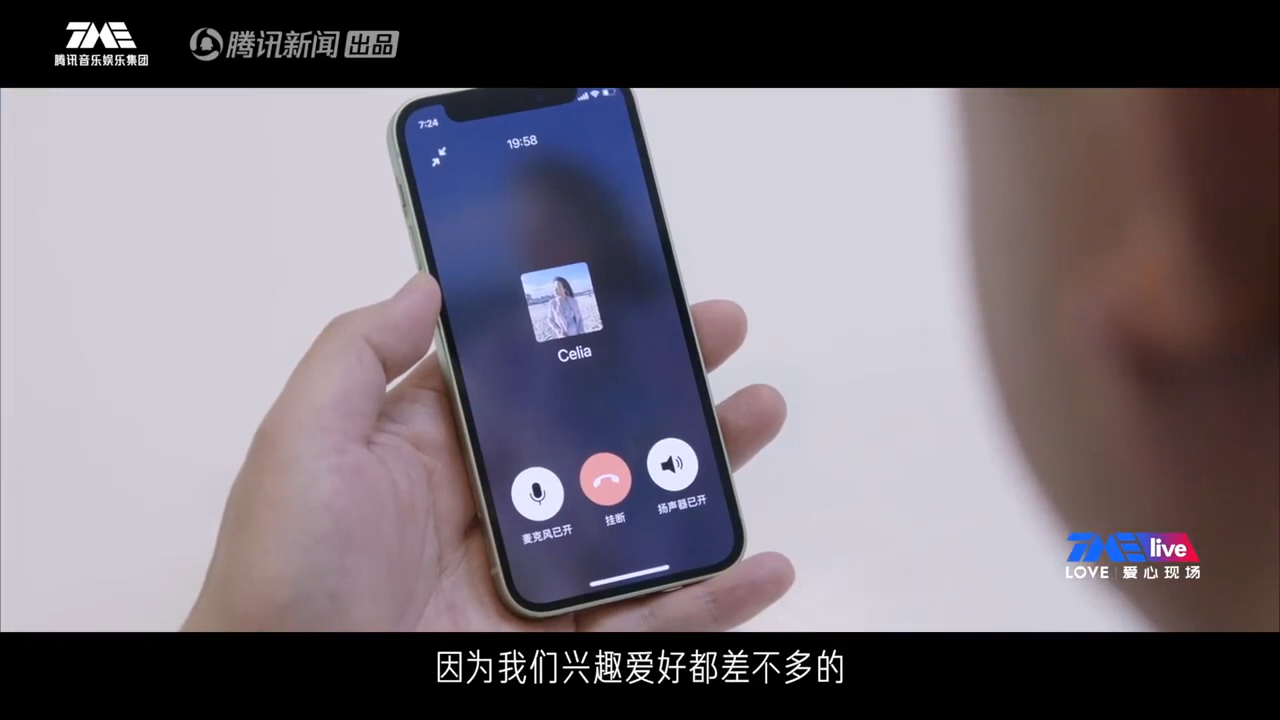 TME
腾讯音乐娱乐集团
腾讯新闻 出品
7:24
19:58
Celia
麦克风已开
挂断
扬声器已开
TME live
LOVE | 爱心现场
因为我们兴趣爱好都差不多的